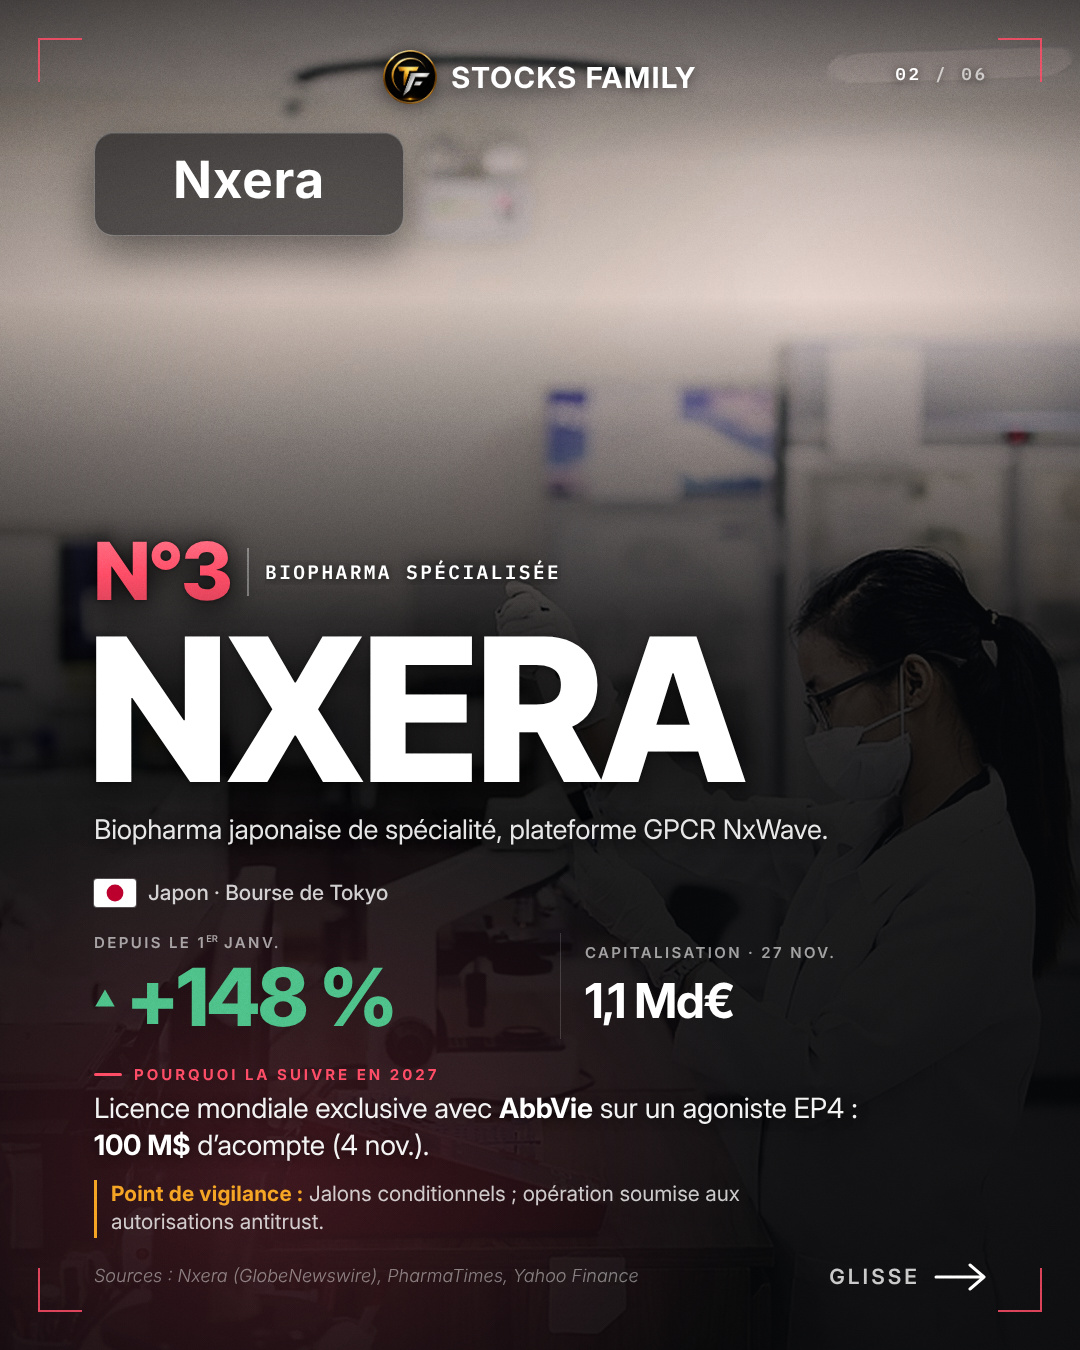 STOCKS FAMILY
02 / 06
Nxera
N°3
BIOPHARMA SPÉCIALISÉE
NXERA
Biopharma japonaise de spécialité, plateforme GPCR NxWave.
Japon · Bourse de Tokyo
DEPUIS LE 1ER JANV.
▲ +148 %
CAPITALISATION · 27 NOV.
1,1 Md€
POURQUOI LA SUIVRE EN 2027
Licence mondiale exclusive avec AbbVie sur un agoniste EP4 :
100 M$ d’acompte (4 nov.).
Point de vigilance : Jalons conditionnels ; opération soumise aux
autorisations antitrust.
Sources : Nxera (GlobeNewswire), PharmaTimes, Yahoo Finance
GLISSE →